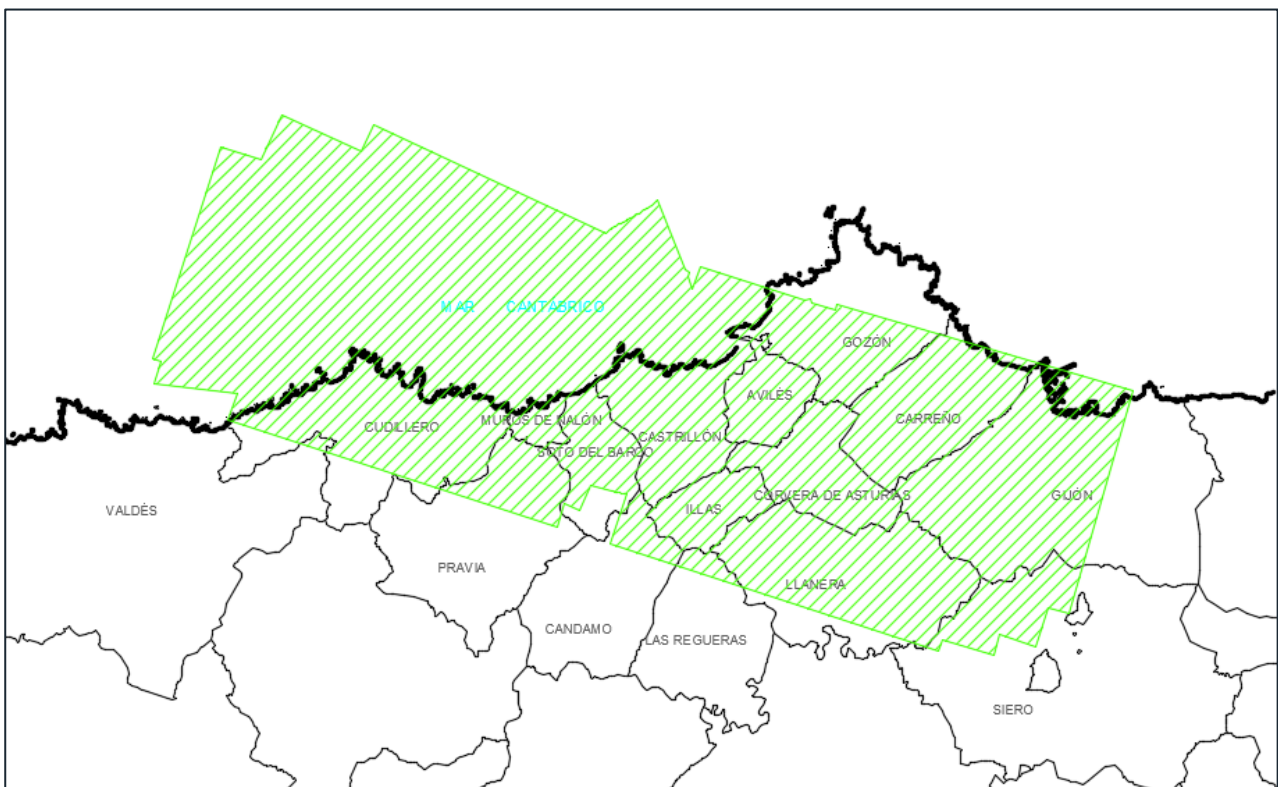 MAR CANTÁBRICO
GOZÓN
AVILÉS
CARREÑO
MUROS DE NALÓN
CUDILLERO
CASTRILLÓN
SOTO DEL BARCO
CORVERA DE ASTURIAS
GIJÓN
ILLAS
VALDÉS
PRAVIA
LLANERA
CANDAMO
LAS REGUERAS
SIERO